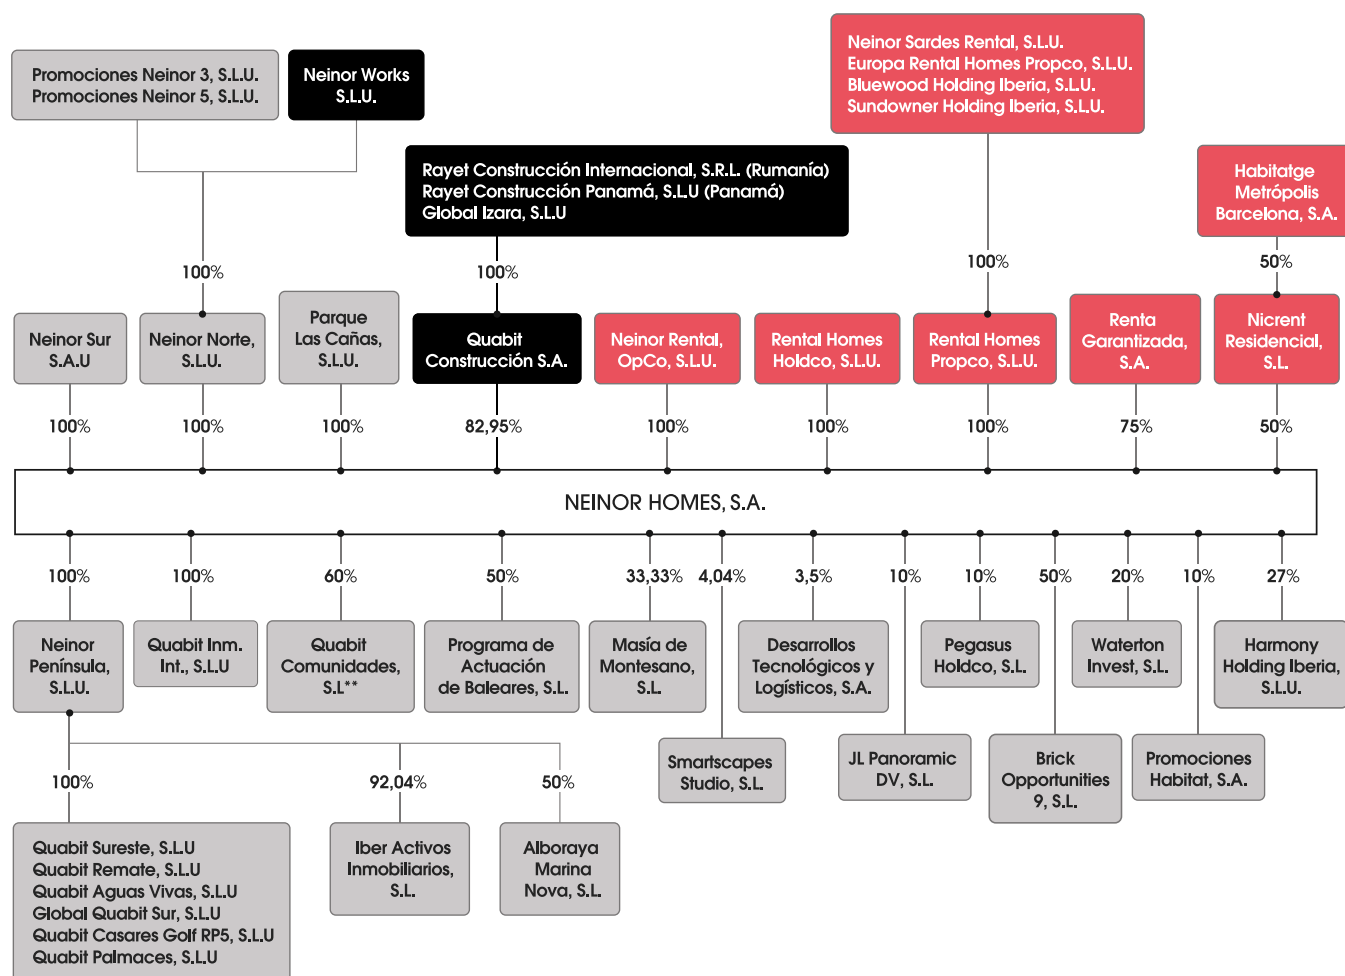 Promociones Neinor 3, S.L.U.
Promociones Neinor 5, S.L.U.
Neinor Works
S.L.U.
Neinor Sardes Rental, S.L.U.
Europa Rental Homes Propco, S.L.U.
Bluewood Holding Iberia, S.L.U.
Sundowner Holding Iberia, S.L.U.
Rayet Construcción Internacional, S.R.L. (Rumanía)
Rayet Construcción Panamá, S.L.U (Panamá)
Global Izara, S.L.U
Habitatge
Metrópolis
Barcelona, S.A.
100%
100%
100%
50%
Neinor Sur
S.A.U
Neinor Norte,
S.L.U.
Parque
Las Cañas,
S.L.U.
Quabit
Construcción S.A.
Neinor Rental,
OpCo, S.L.U.
Rental Homes
Holdco, S.L.U.
Rental Homes
Propco, S.L.U.
Renta
Garantizada,
S.A.
Nicrent
Residencial,
S.L.
100%
100%
100%
82,95%
100%
100%
100%
75%
50%
NEINOR HOMES, S.A.
100%
100%
60%
50%
33,33%
4,04%
3,5%
10%
10%
50%
20%
10%
27%
Neinor
Península,
S.L.U.
Quabit Inm.
Int., S.L.U
Quabit
Comunidades,
S.L**
Programa de
Actuación
de Baleares, S.L.
Masía de
Montesano,
S.L.
Desarrollos
Tecnológicos y
Logísticos, S.A.
Pegasus
Holdco, S.L.
Waterton
Invest, S.L.
Harmony
Holding Iberia,
S.L.U.
Smartscapes
Studio, S.L.
JL Panoramic
DV, S.L.
Brick
Opportunities
9, S.L.
Promociones
Habitat, S.A.
100%
92,04%
50%
Quabit Sureste, S.L.U
Quabit Remate, S.L.U
Quabit Aguas Vivas, S.L.U
Global Quabit Sur, S.L.U
Quabit Casares Golf RP5, S.L.U
Quabit Palmaces, S.L.U
Iber Activos
Inmobiliarios,
S.L.
Alboraya
Marina
Nova, S.L.